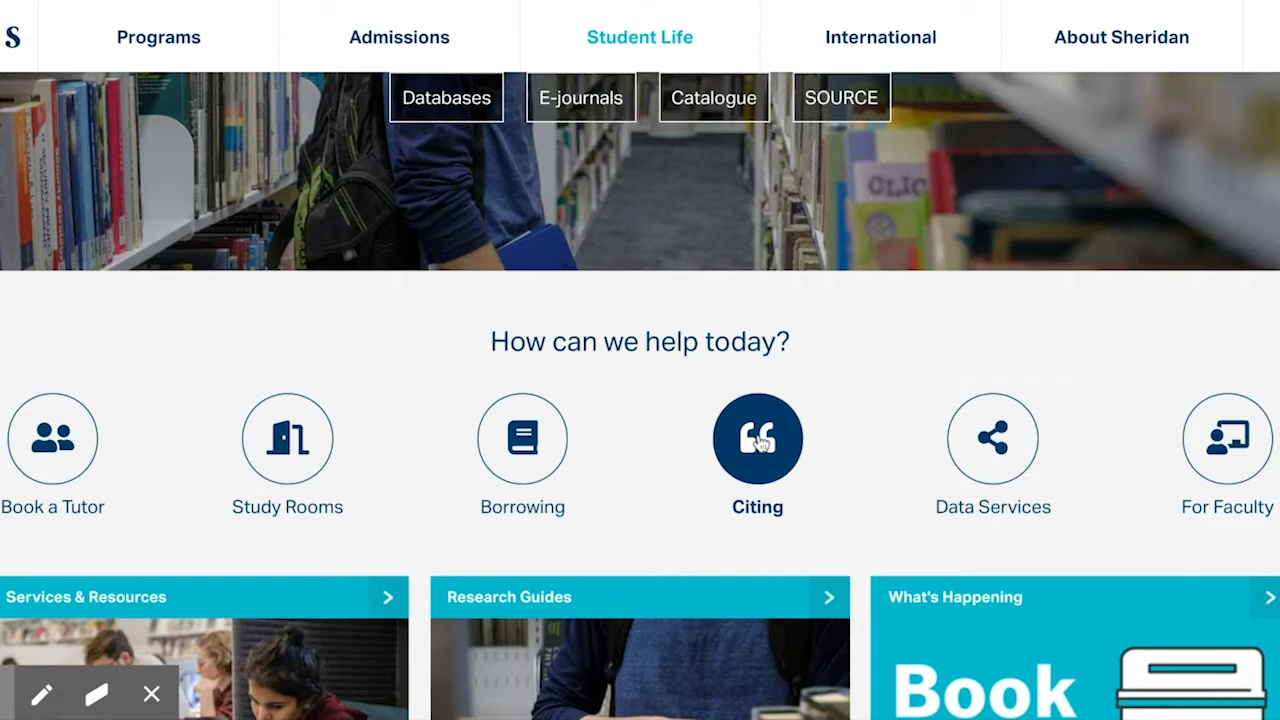 S
Programs
Admissions
Student Life
International
About Sheridan
Databases
E-journals
Catalogue
SOURCE
CLIC
How can we help today?
Book a Tutor
Study Rooms
Borrowing
Citing
Data Services
For Faculty
Services & Resources
Research Guides
What's Happening
Book